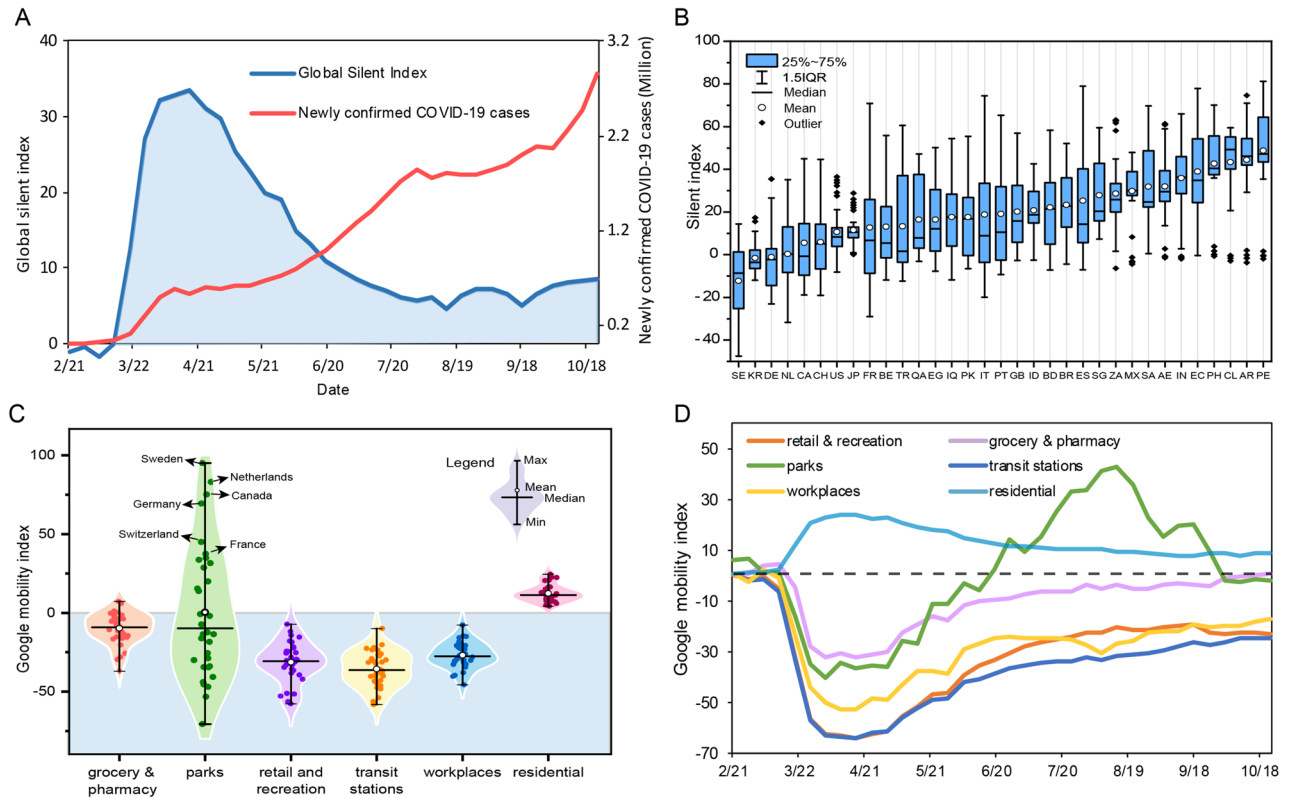 A
40
30
20
10
0
Global silent index
Global Silent Index
Newly confirmed COVID-19 cases
3.2
2.2
1.2
0.2
Newly confirmed COVID-19 cases (Million)
2/21 3/22 4/21 5/21 6/20 7/20 8/19 9/18 10/18
Date
B
100
80
60
40
20
0
-20
-40
Silent index
25%~75%
1.5IQR
Median
Mean
Outlier
SE KR DE NL CA CH US JP FR BE TR QA EG IQ PK IT PT GB ID BD BR ES SG ZA MX SA AE IN EC PH CL AR PE
C
100
50
0
-50
Google mobility index
Sweden
Netherlands
Canada
Germany
Switzerland
France
Legend
Max
Mean
Median
Min
grocery &
pharmacy
parks
retail and
recreation
transit
stations
workplaces
residential
D
50
30
10
-10
-30
-50
-70
Google mobility index
retail & recreation
grocery & pharmacy
parks
transit stations
workplaces
residential
2/21 3/22 4/21 5/21 6/20 7/20 8/19 9/18 10/18